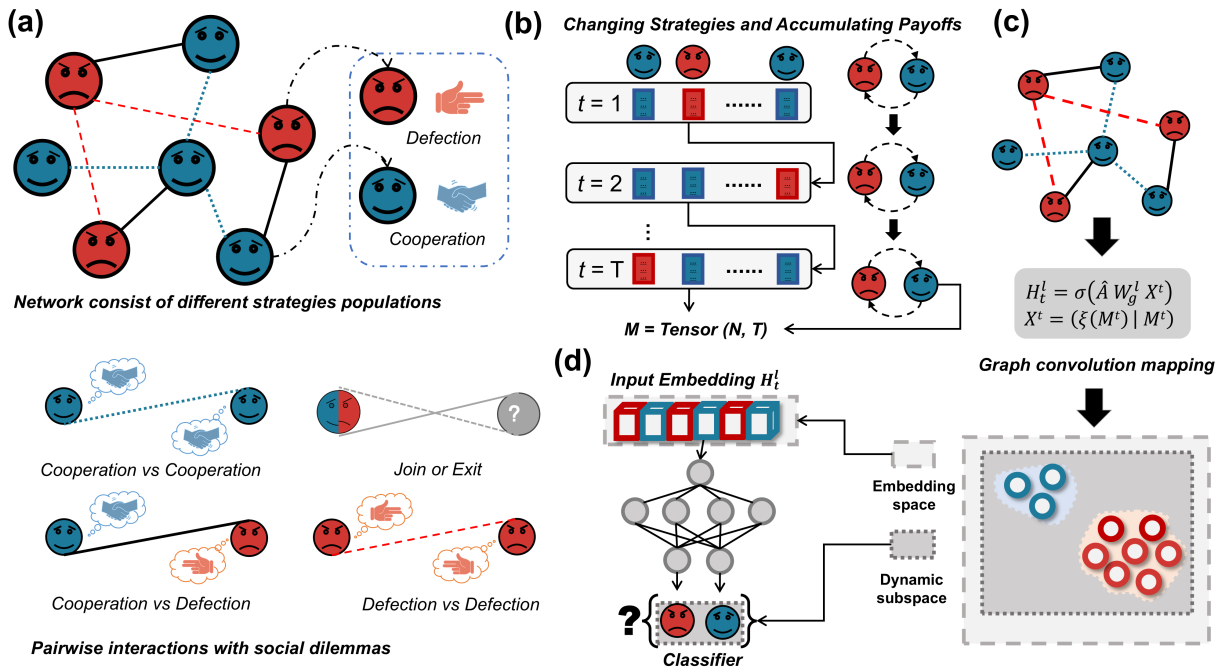 (a)
Defection
Cooperation
Network consist of different strategies populations
Cooperation vs Cooperation
?
Join or Exit
Cooperation vs Defection
Defection vs Defection
Pairwise interactions with social dilemmas
(b)
Changing Strategies and Accumulating Payoffs
t = 1
......
t = 2
......
⋮
t = T
......
M = Tensor (N, T)
(c)
H_t^l = σ(Â W_g^l X^t)
X^t = (ξ(M^t) | M^t)
Graph convolution mapping
(d)
Input Embedding H_t^l
Embedding
space
Dynamic
subspace
? { }
Classifier